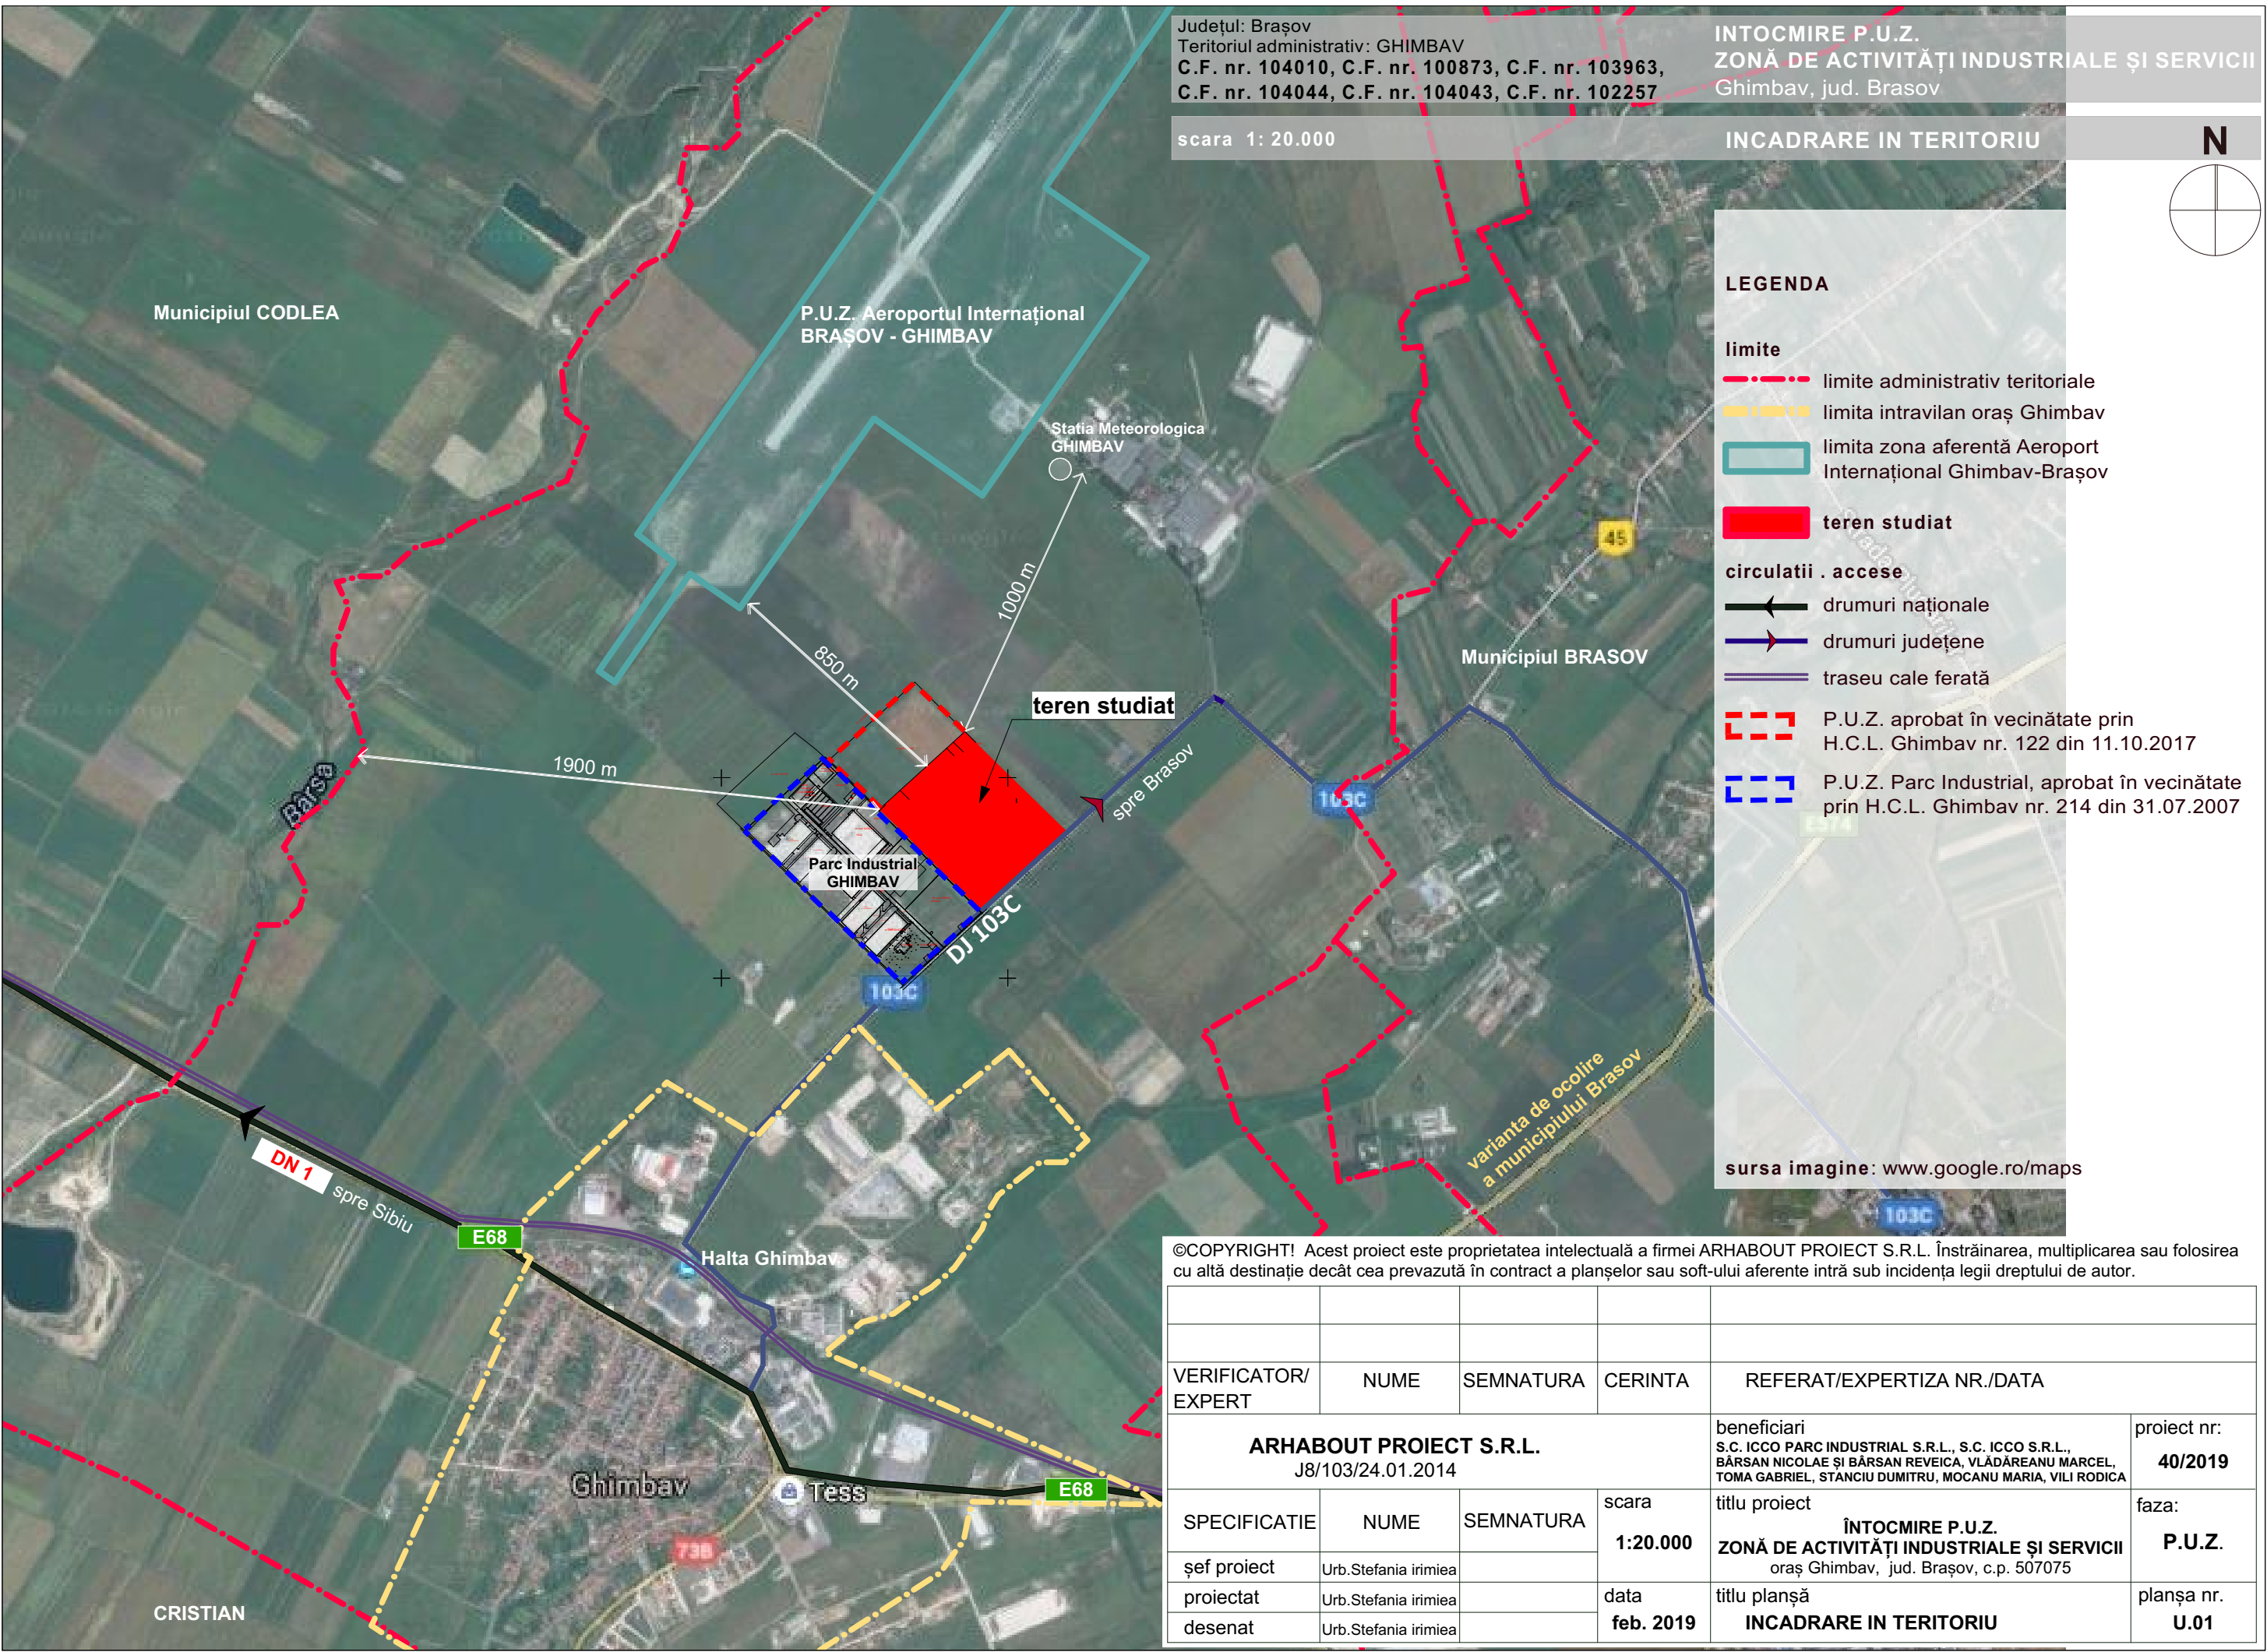 Județul: Brașov
Teritoriul administrativ: GHIMBAV
C.F. nr. 104010, C.F. nr. 100873, C.F. nr. 103963,
C.F. nr. 104044, C.F. nr. 104043, C.F. nr. 102257
INTOCMIRE P.U.Z.
ZONĂ DE ACTIVITĂȚI INDUSTRIALE ȘI SERVICII
Ghimbav, jud. Brasov
scara 1: 20.000
INCADRARE IN TERITORIU
N
LEGENDA
limite
limite administrativ teritoriale
limita intravilan oraș Ghimbav
limita zona aferentă Aeroport
Internațional Ghimbav-Brașov
teren studiat
circulatii . accese
drumuri naționale
drumuri județene
traseu cale ferată
P.U.Z. aprobat în vecinătate prin
H.C.L. Ghimbav nr. 122 din 11.10.2017
P.U.Z. Parc Industrial, aprobat în vecinătate
prin H.C.L. Ghimbav nr. 214 din 31.07.2007
sursa imagine: www.google.ro/maps
Municipiul CODLEA
P.U.Z. Aeroportul Internațional
BRAȘOV - GHIMBAV
Statia Meteorologica
GHIMBAV
45
1000 m
850 m
Municipiul BRASOV
teren studiat
1900 m
spre Brasov
103C
E574
Parc Industrial
GHIMBAV
DJ 103C
103C
varianta de ocolire
a municipiului Brasov
DN 1
spre Sibiu
E68
Halta Ghimbav
103C
Ghimbav
Tess
E68
73B
CRISTIAN
©COPYRIGHT! Acest proiect este proprietatea intelectuală a firmei ARHABOUT PROIECT S.R.L. Înstrăinarea, multiplicarea sau folosirea
cu altă destinație decât cea prevazută în contract a planșelor sau soft-ului aferente intră sub incidența legii dreptului de autor.
VERIFICATOR/
EXPERT
NUME
SEMNATURA
CERINTA
REFERAT/EXPERTIZA NR./DATA
ARHABOUT PROIECT S.R.L.
J8/103/24.01.2014
beneficiari
S.C. ICCO PARC INDUSTRIAL S.R.L., S.C. ICCO S.R.L.,
BÂRSAN NICOLAE ȘI BÂRSAN REVEICA, VLĂDĂREANU MARCEL,
TOMA GABRIEL, STANCIU DUMITRU, MOCANU MARIA, VILI RODICA
proiect nr:
40/2019
SPECIFICATIE
NUME
SEMNATURA
scara
1:20.000
titlu proiect
ÎNTOCMIRE P.U.Z.
ZONĂ DE ACTIVITĂȚI INDUSTRIALE ȘI SERVICII
oraș Ghimbav, jud. Brașov, c.p. 507075
faza:
P.U.Z.
șef proiect
Urb.Stefania irimiea
proiectat
Urb.Stefania irimiea
desenat
Urb.Stefania irimiea
data
feb. 2019
titlu planșă
INCADRARE IN TERITORIU
planșa nr.
U.01